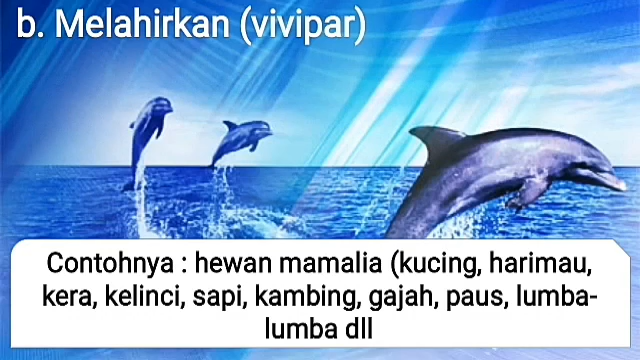 b. Melahirkan (vivipar)
Contohnya : hewan mamalia (kucing, harimau,
kera, kelinci, sapi, kambing, gajah, paus, lumba-
lumba dll